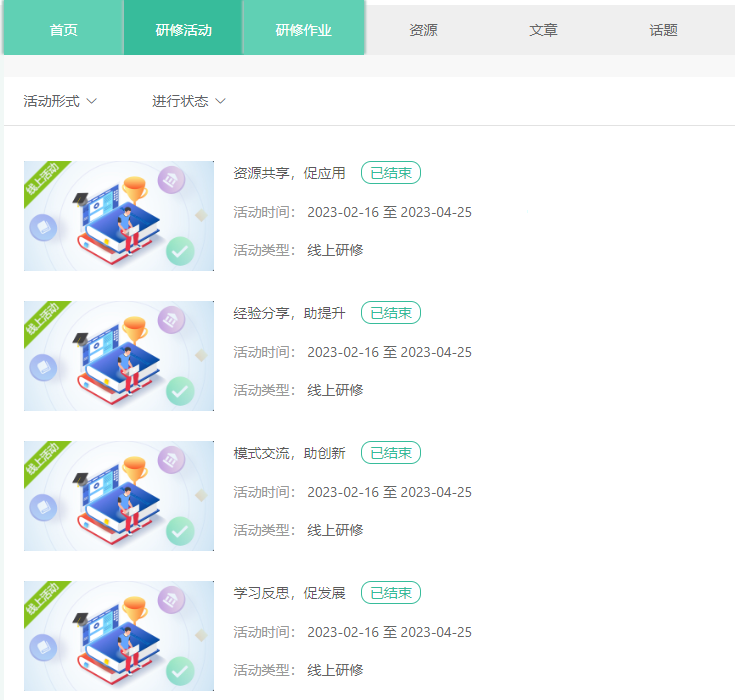 首页 研修活动 研修作业 资源 文章 话题
活动形式 进行状态
线上活动
资源共享，促应用 已结束
活动时间： 2023-02-16 至 2023-04-25
活动类型： 线上研修
线上活动
经验分享，助提升 已结束
活动时间： 2023-02-16 至 2023-04-25
活动类型： 线上研修
线上活动
模式交流，助创新 已结束
活动时间： 2023-02-16 至 2023-04-25
活动类型： 线上研修
线上活动
学习反思，促发展 已结束
活动时间： 2023-02-16 至 2023-04-25
活动类型： 线上研修